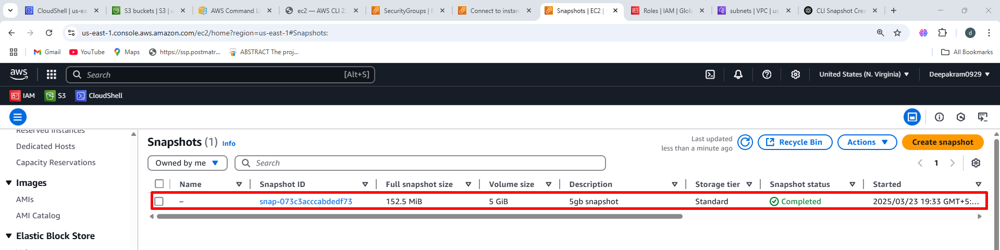 CloudShell | us-ea
S3 buckets | S3 | u
AWS Command Li
ec2 — AWS CLI 2.
SecurityGroups | E
Connect to instan
Snapshots | EC2 |
Roles | IAM | Glob
subnets | VPC | us
CLI Snapshot Crea
us-east-1.console.aws.amazon.com/ec2/home?region=us-east-1#Snapshots:
d
Gmail
YouTube
Maps
https://ssp.postmatr...
ABSTRACT The proj...
All Bookmarks
aws
Search
[Alt+S]
United States (N. Virginia)
Deepakram0929
IAM
S3
CloudShell
Reserved Instances
Dedicated Hosts
Capacity Reservations
Images
AMIs
AMI Catalog
Elastic Block Store
Snapshots (1) Info
Last updated
less than a minute ago
Recycle Bin
Actions
Create snapshot
Owned by me
Search
1
Name Snapshot ID Full snapshot size Volume size Description Storage tier Snapshot status Started
– snap-073c3acccabdedf73 152.5 MiB 5 GiB 5gb snapshot Standard Completed 2025/03/23 19:33 GMT+5:...